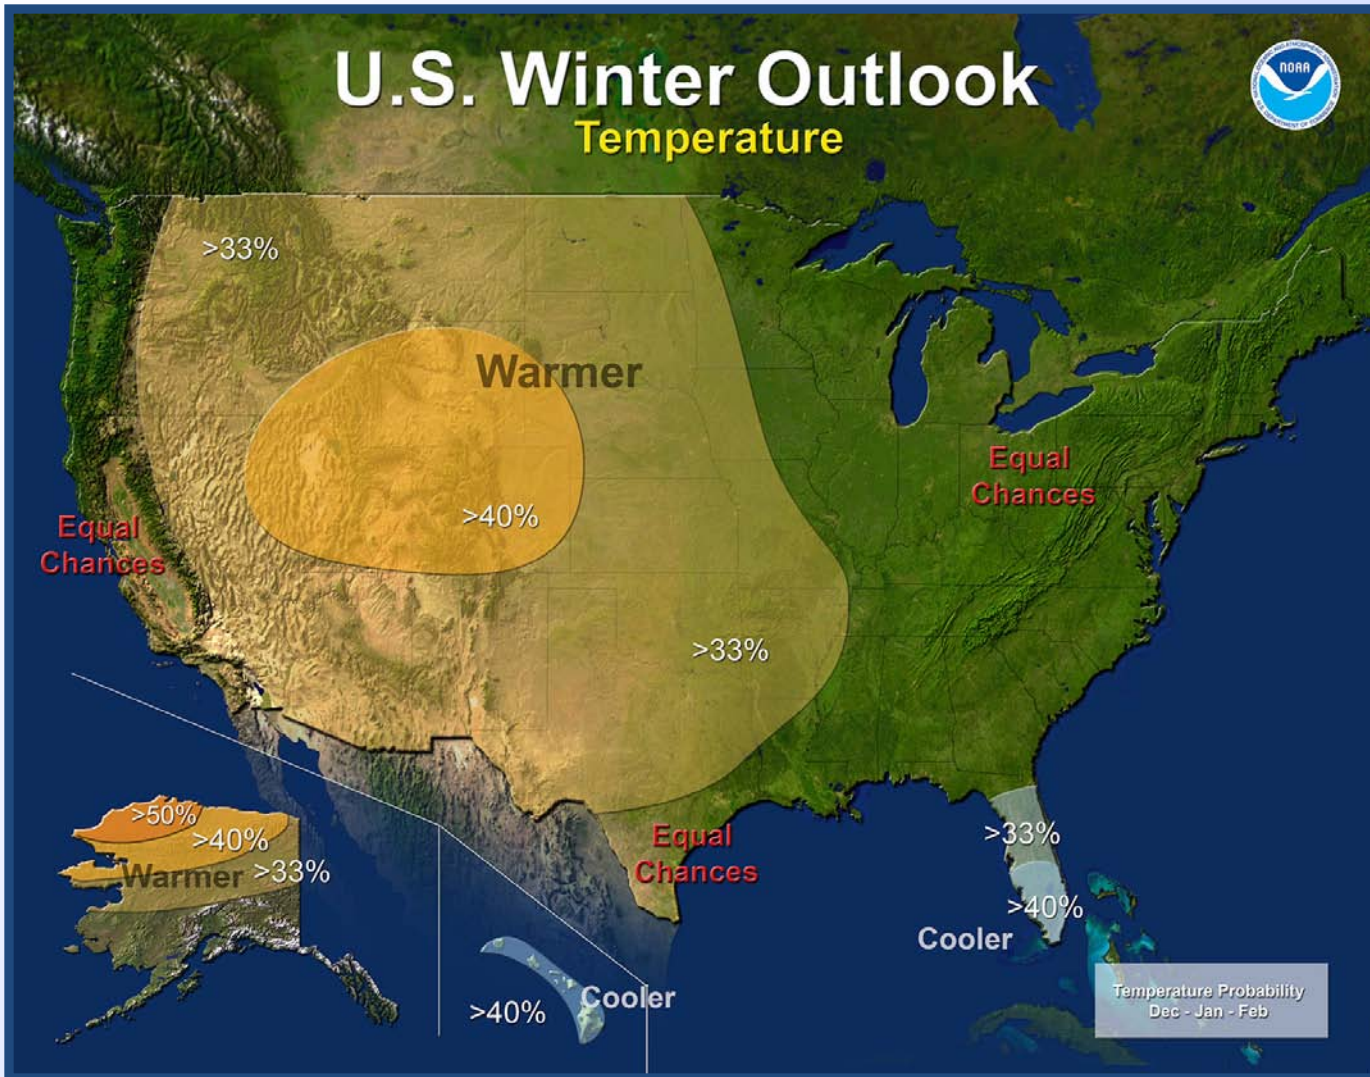 U.S. Winter Outlook
Temperature
NOAA
>33%
Warmer
>40%
Equal
Chances
Equal
Chances
>33%
>50%
>40%
>33%
Warmer
Equal
Chances
>33%
>40%
Cooler
>40%
Cooler
Temperature Probability
Dec - Jan - Feb